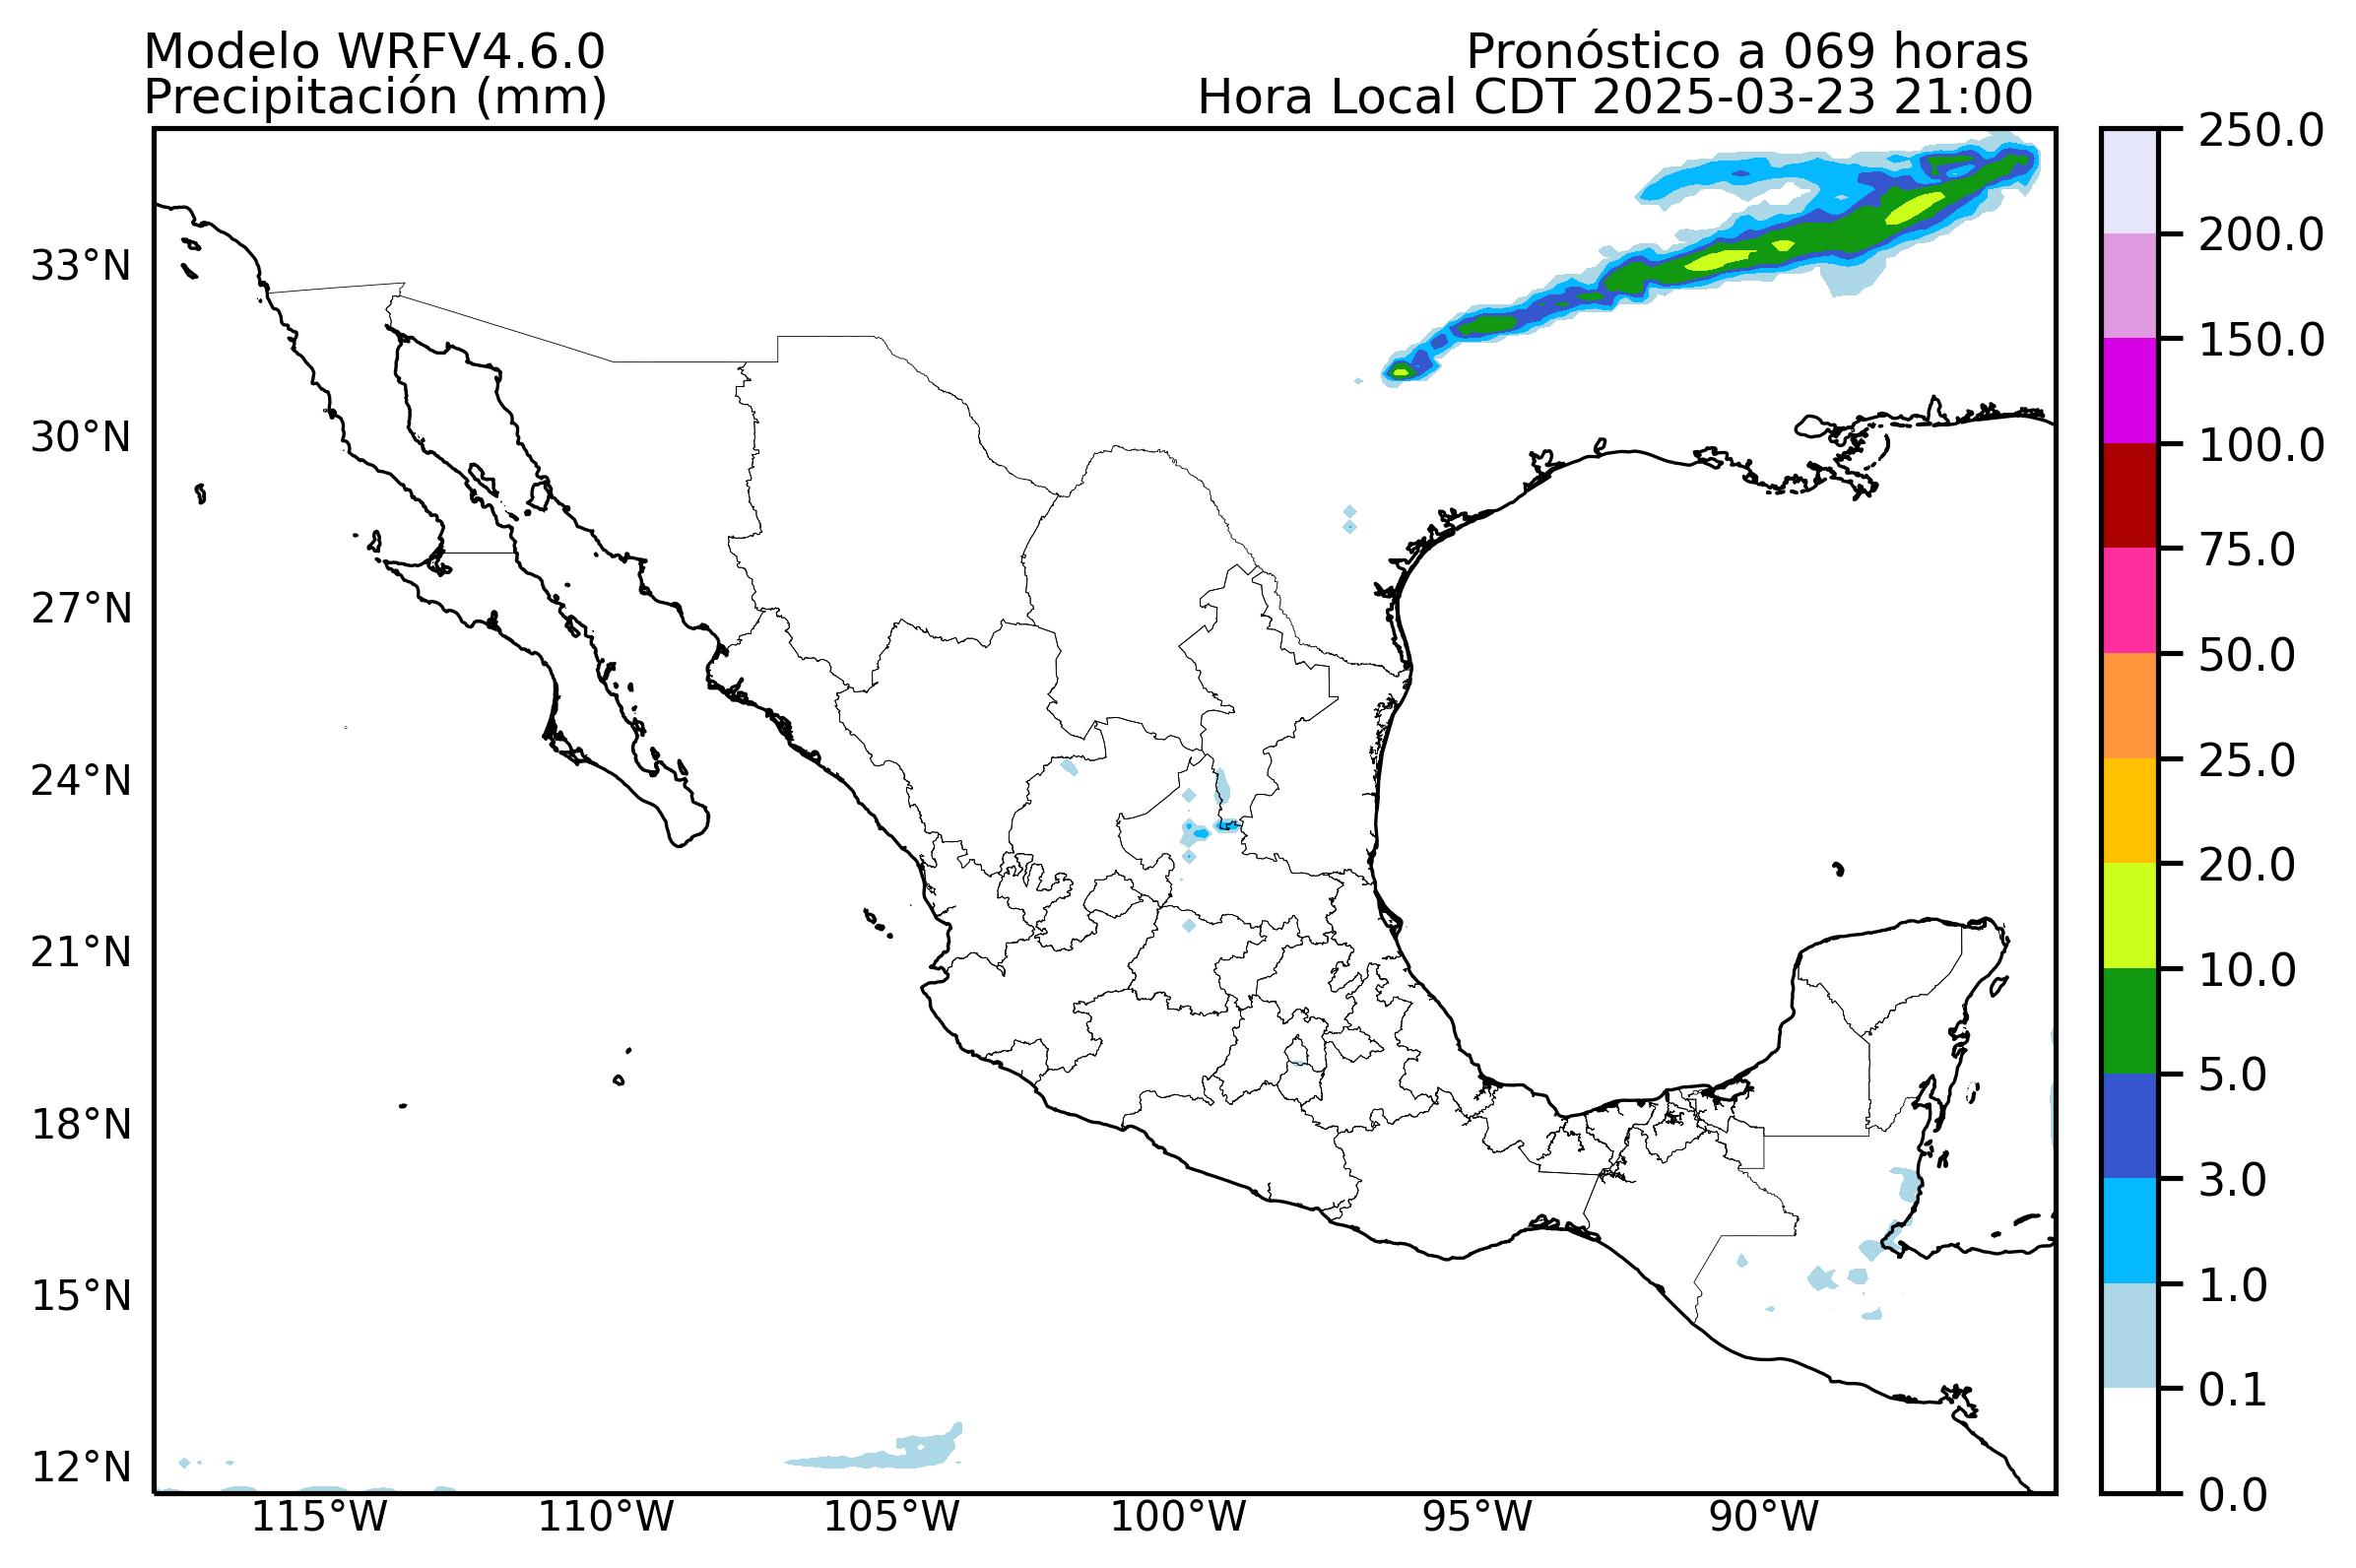 Modelo WRFV4.6.0
Precipitación (mm)
Pronóstico a 069 horas
Hora Local CDT 2025-03-23 21:00
33°N
30°N
27°N
24°N
21°N
18°N
15°N
12°N
115°W
110°W
105°W
100°W
95°W
90°W
250.0
200.0
150.0
100.0
75.0
50.0
25.0
20.0
10.0
5.0
3.0
1.0
0.1
0.0